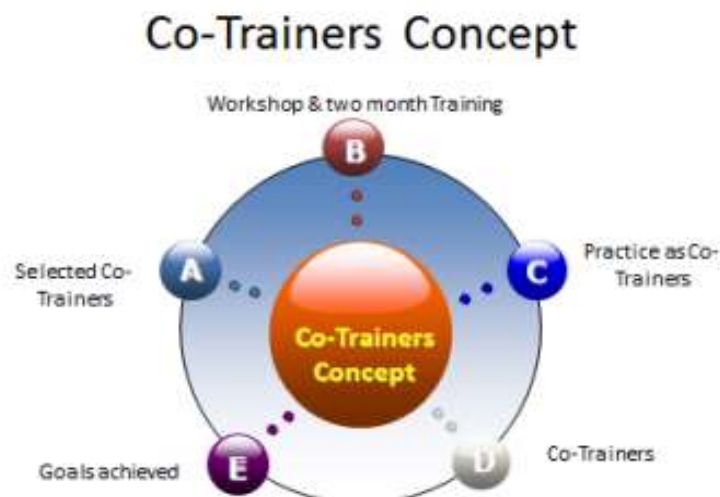 Co-Trainers Concept
Workshop & two month Training
B
A
Selected Co-
Trainers
C
Practice as Co-
Trainers
Co-Trainers
Concept
E
Goals achieved
D
Co-Trainers